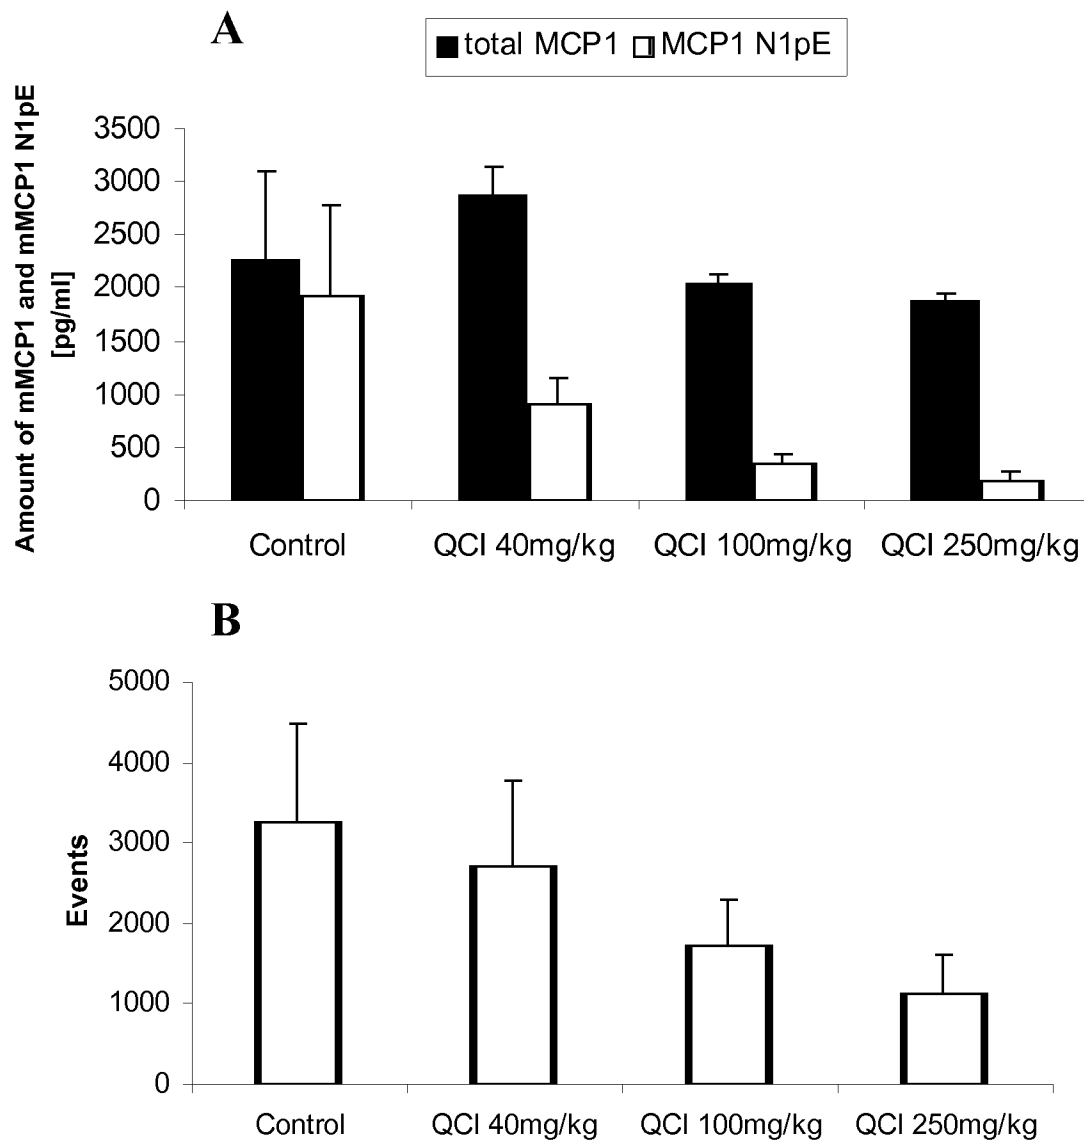 A
total MCP1 MCP1 N1pE
Amount of mMCP1 and mMCP1 N1pE
[pg/ml]
3500
3000
2500
2000
1500
1000
500
0
Control QCI 40mg/kg QCI 100mg/kg QCI 250mg/kg
B
Events
5000
4000
3000
2000
1000
0
Control QCI 40mg/kg QCI 100mg/kg QCI 250mg/kg